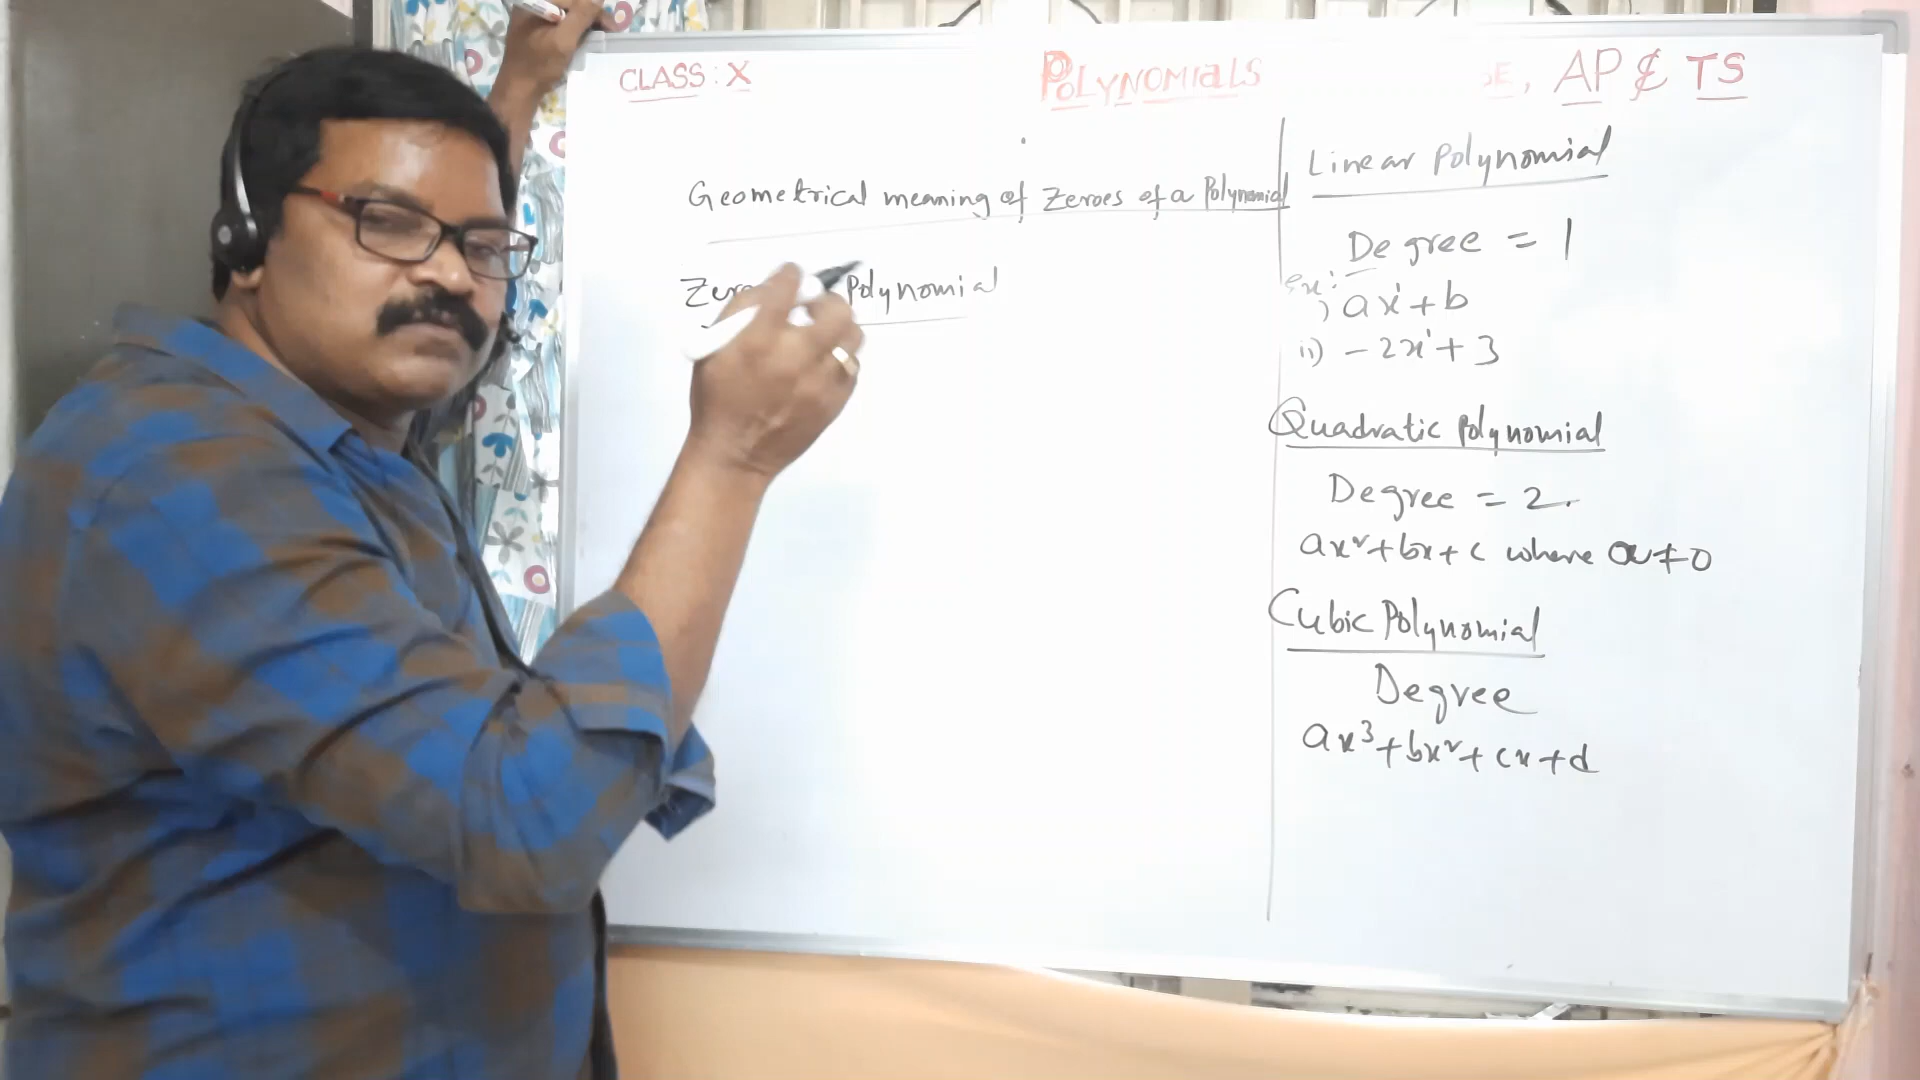 CLASS: X
POLYNOMIALS
E, AP & TS
Geometrical meaning of Zeroes of a Polynomial
Polynomial
Linear Polynomial
Degree = 1
ex:
i) ax¹+b
ii) -2x¹+3
Quadratic Polynomial
Degree = 2.
ax²+bx+c where a≠0
Cubic Polynomial
Degree
ax³+bx²+cx+d